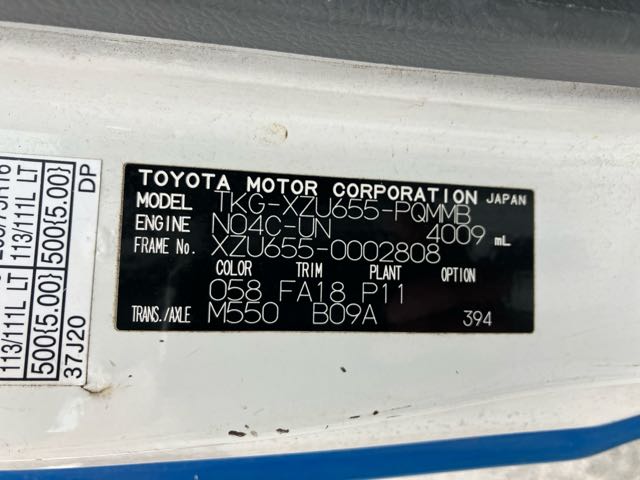 TOYOTA MOTOR CORPORATION JAPAN
MODEL TKG-XZU655-PQMMB
ENGINE N04C-UN 4009 mL
FRAME No. XZU655-0002808
COLOR TRIM PLANT OPTION
058 FA18 P11
TRANS./AXLE M550 B09A 394
113/111L LT 113/111L LT
500{5.00} 500{5.00}
37J20 DP